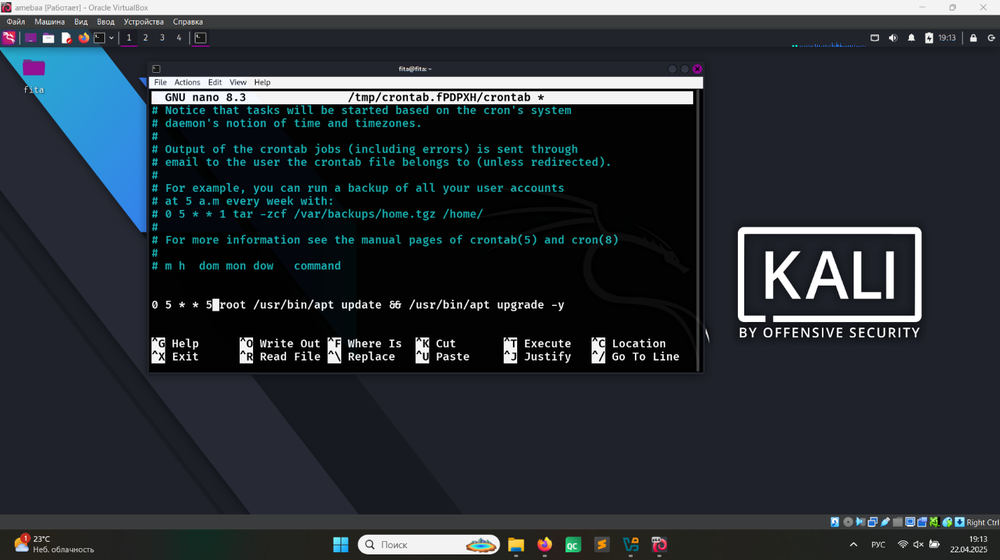 amebaa [Работает] - Oracle VirtualBox
Файл Машина Вид Ввод Устройства Справка
1 2 3 4 19:13
fita
fita@fita: ~
File Actions Edit View Help
GNU nano 8.3 /tmp/crontab.fPDPXH/crontab *
# Notice that tasks will be started based on the cron's system
# daemon's notion of time and timezones.
#
# Output of the crontab jobs (including errors) is sent through
# email to the user the crontab file belongs to (unless redirected).
#
# For example, you can run a backup of all your user accounts
# at 5 a.m every week with:
# 0 5 * * 1 tar -zcf /var/backups/home.tgz /home/
#
# For more information see the manual pages of crontab(5) and cron(8)
#
# m h  dom mon dow   command
0 5 * * 5 root /usr/bin/apt update && /usr/bin/apt upgrade -y
^G Help ^O Write Out ^F Where Is ^K Cut ^T Execute ^C Location
^X Exit ^R Read File ^\ Replace ^U Paste ^J Justify ^/ Go To Line
KALI
BY OFFENSIVE SECURITY
Right Ctrl
1
23°C
Неб. облачность
Поиск
QC
x64
РУС
19:13
22.04.2025